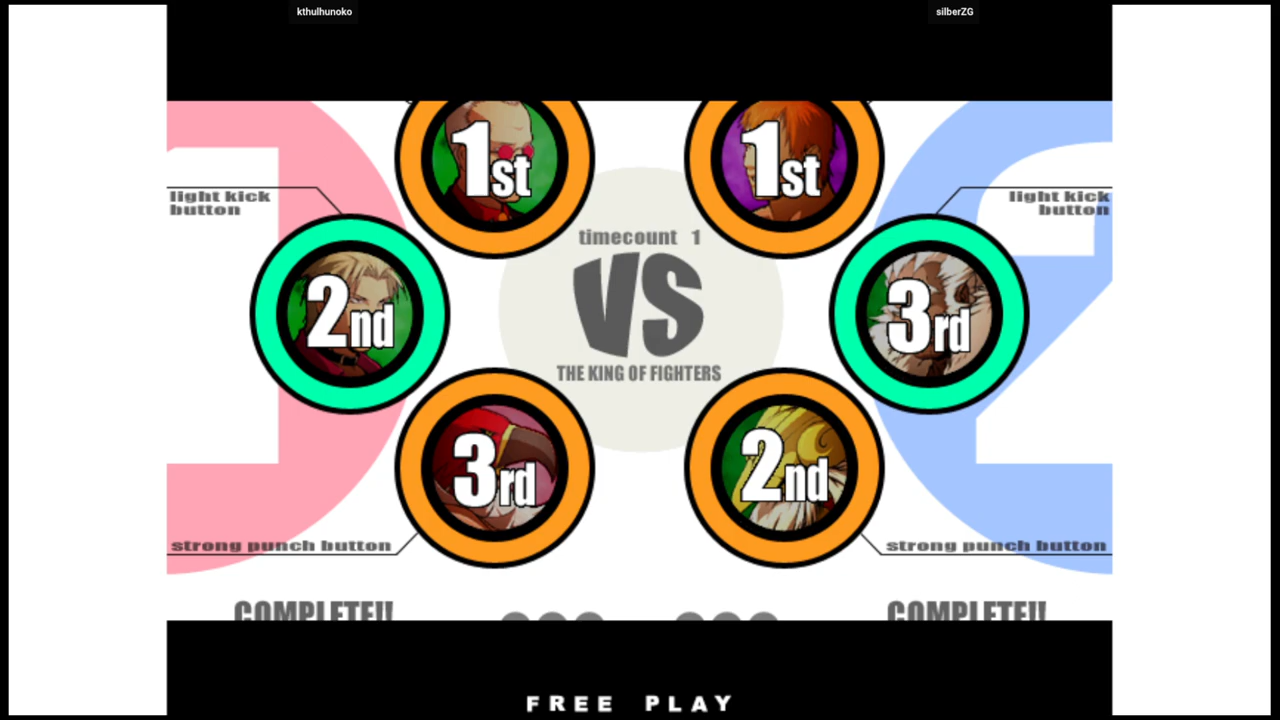 kthulhunoko
silberZG
1st
1st
light kick
button
light kick
button
timecount 1
VS
THE KING OF FIGHTERS
2nd
3rd
3rd
2nd
strong punch button
strong punch button
COMPLETE!!
COMPLETE!!
FREE PLAY